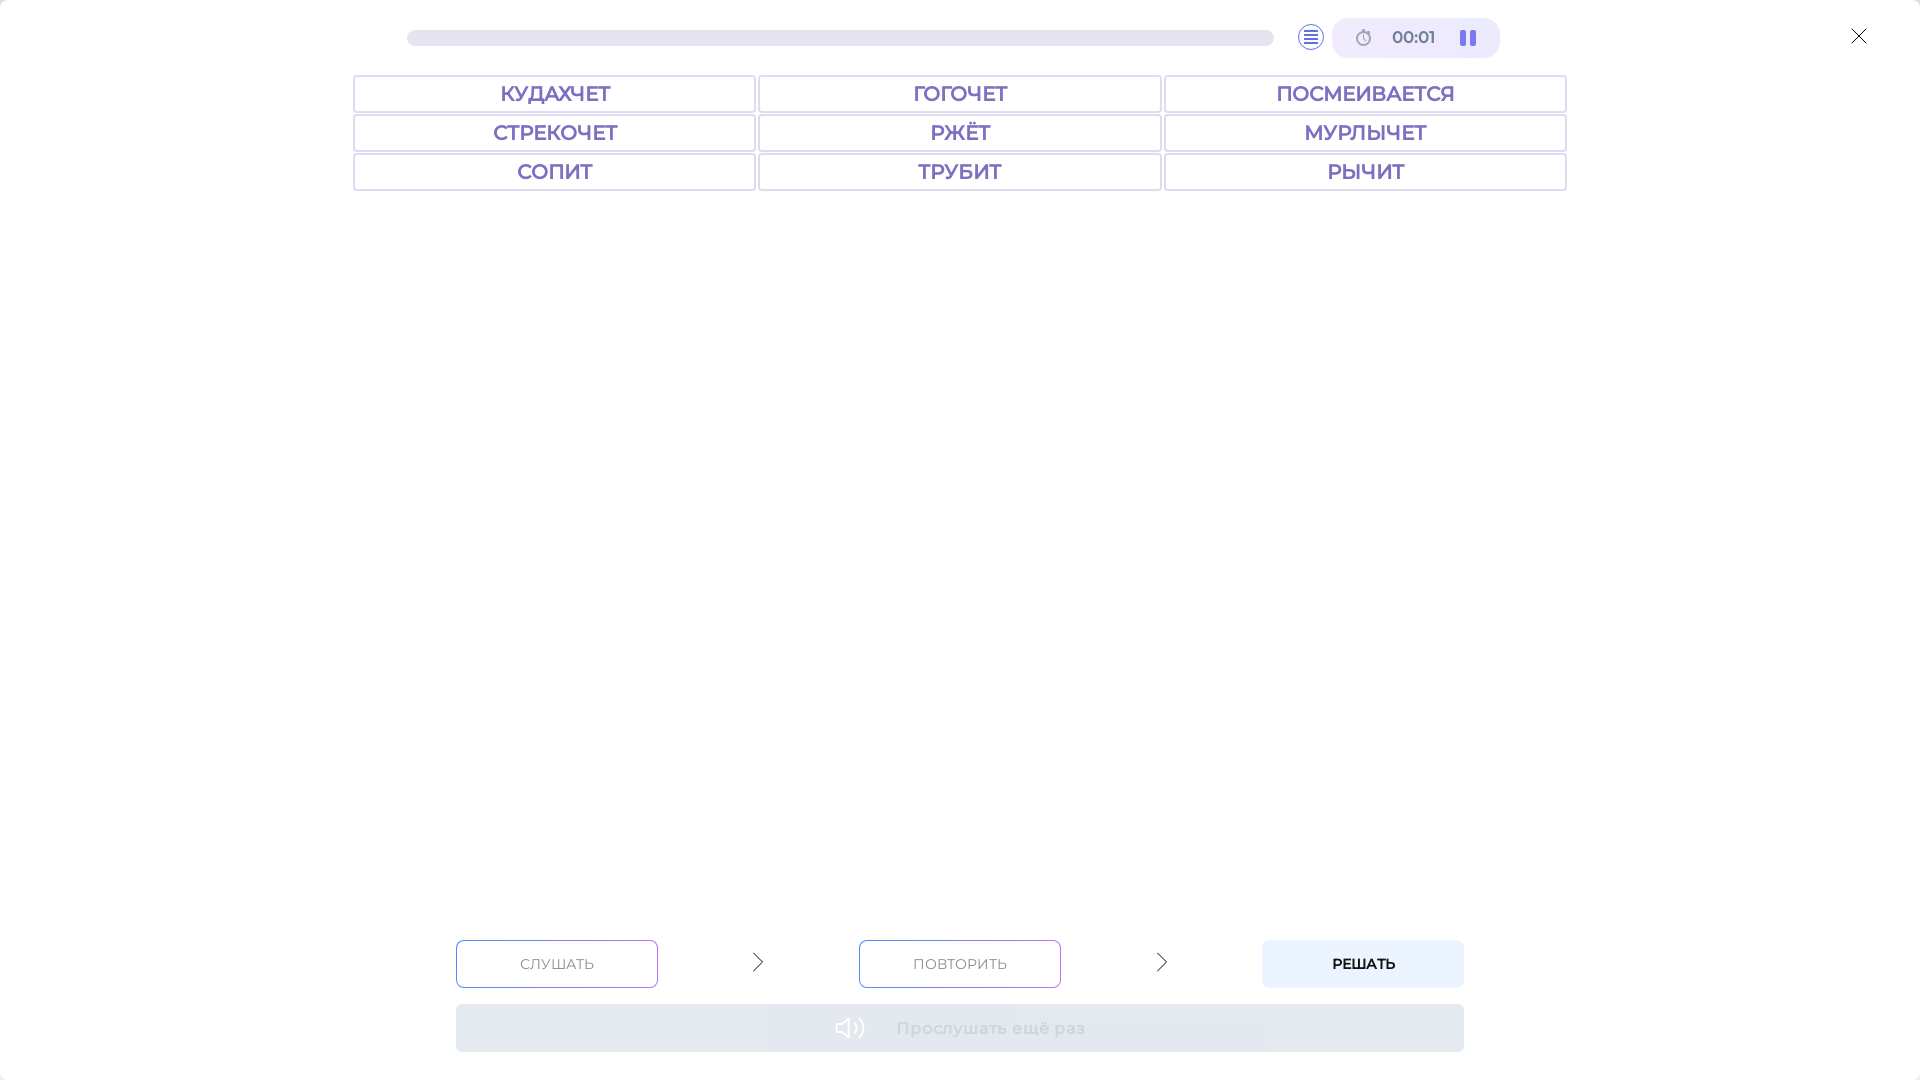 00:01
КУДАХЧЕТ ГОГОЧЕТ ПОСМЕИВАЕТСЯ
СТРЕКОЧЕТ РЖЁТ МУРЛЫЧЕТ
СОПИТ ТРУБИТ РЫЧИТ
СЛУШАТЬ ПОВТОРИТЬ РЕШАТЬ
Прослушать ещё раз